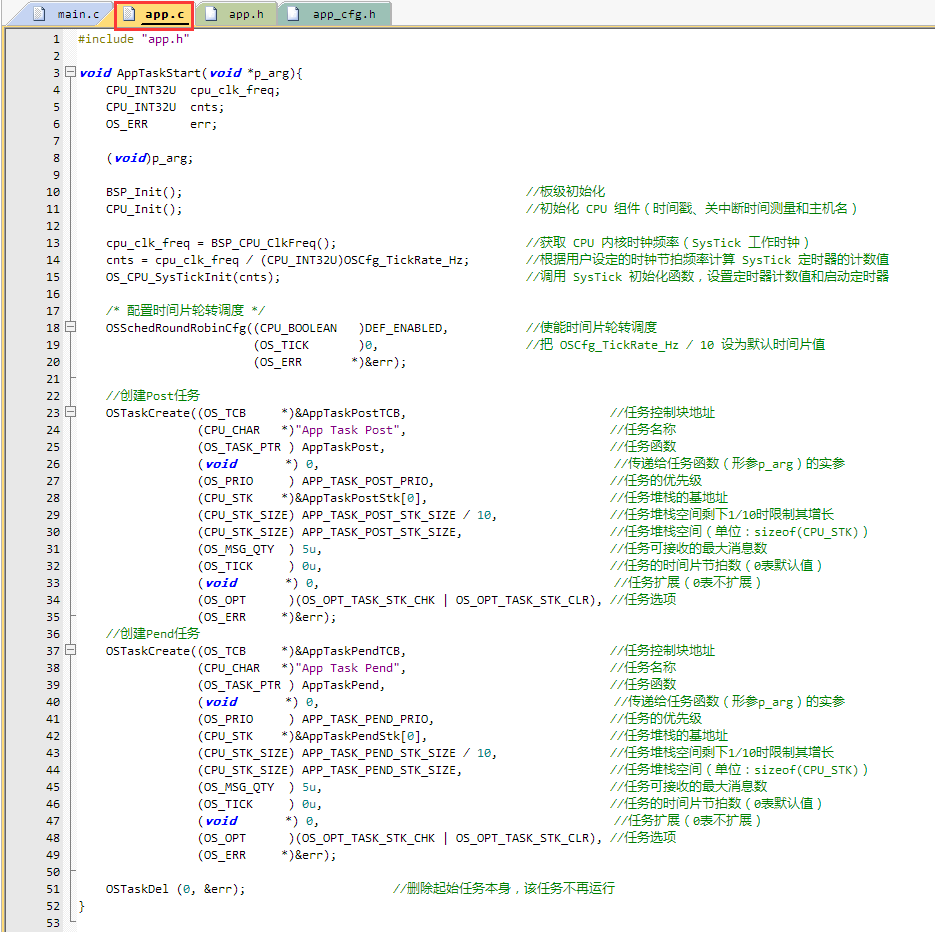 main.c app.c app.h app_cfg.h
1 #include "app.h"
2
3 void AppTaskStart(void *p_arg){
4 CPU_INT32U cpu_clk_freq;
5 CPU_INT32U cnts;
6 OS_ERR err;
7
8 (void)p_arg;
9
10 BSP_Init(); //板级初始化
11 CPU_Init(); //初始化 CPU 组件（时间戳、关中断时间测量和主机名）
12
13 cpu_clk_freq = BSP_CPU_ClkFreq(); //获取 CPU 内核时钟频率（SysTick 工作时钟）
14 cnts = cpu_clk_freq / (CPU_INT32U)OSCfg_TickRate_Hz; //根据用户设定的时钟节拍频率计算 SysTick 定时器的计数值
15 OS_CPU_SysTickInit(cnts); //调用 SysTick 初始化函数，设置定时器计数值和启动定时器
16
17 /* 配置时间片轮转调度 */
18 OSSchedRoundRobinCfg((CPU_BOOLEAN )DEF_ENABLED, //使能时间片轮转调度
19 (OS_TICK )0, //把 OSCfg_TickRate_Hz / 10 设为默认时间片值
20 (OS_ERR *)&err);
21
22 //创建Post任务
23 OSTaskCreate((OS_TCB *)&AppTaskPostTCB, //任务控制块地址
24 (CPU_CHAR *)"App Task Post", //任务名称
25 (OS_TASK_PTR ) AppTaskPost, //任务函数
26 (void *) 0, //传递给任务函数（形参p_arg）的实参
27 (OS_PRIO ) APP_TASK_POST_PRIO, //任务的优先级
28 (CPU_STK *)&AppTaskPostStk[0], //任务堆栈的基地址
29 (CPU_STK_SIZE) APP_TASK_POST_STK_SIZE / 10, //任务堆栈空间剩下1/10时限制其增长
30 (CPU_STK_SIZE) APP_TASK_POST_STK_SIZE, //任务堆栈空间（单位：sizeof(CPU_STK)）
31 (OS_MSG_QTY ) 5u, //任务可接收的最大消息数
32 (OS_TICK ) 0u, //任务的时间片节拍数（0表默认值）
33 (void *) 0, //任务扩展（0表不扩展）
34 (OS_OPT )(OS_OPT_TASK_STK_CHK | OS_OPT_TASK_STK_CLR), //任务选项
35 (OS_ERR *)&err);
36 //创建Pend任务
37 OSTaskCreate((OS_TCB *)&AppTaskPendTCB, //任务控制块地址
38 (CPU_CHAR *)"App Task Pend", //任务名称
39 (OS_TASK_PTR ) AppTaskPend, //任务函数
40 (void *) 0, //传递给任务函数（形参p_arg）的实参
41 (OS_PRIO ) APP_TASK_PEND_PRIO, //任务的优先级
42 (CPU_STK *)&AppTaskPendStk[0], //任务堆栈的基地址
43 (CPU_STK_SIZE) APP_TASK_PEND_STK_SIZE / 10, //任务堆栈空间剩下1/10时限制其增长
44 (CPU_STK_SIZE) APP_TASK_PEND_STK_SIZE, //任务堆栈空间（单位：sizeof(CPU_STK)）
45 (OS_MSG_QTY ) 5u, //任务可接收的最大消息数
46 (OS_TICK ) 0u, //任务的时间片节拍数（0表默认值）
47 (void *) 0, //任务扩展（0表不扩展）
48 (OS_OPT )(OS_OPT_TASK_STK_CHK | OS_OPT_TASK_STK_CLR), //任务选项
49 (OS_ERR *)&err);
50
51 OSTaskDel (0, &err); //删除起始任务本身，该任务不再运行
52 }
53